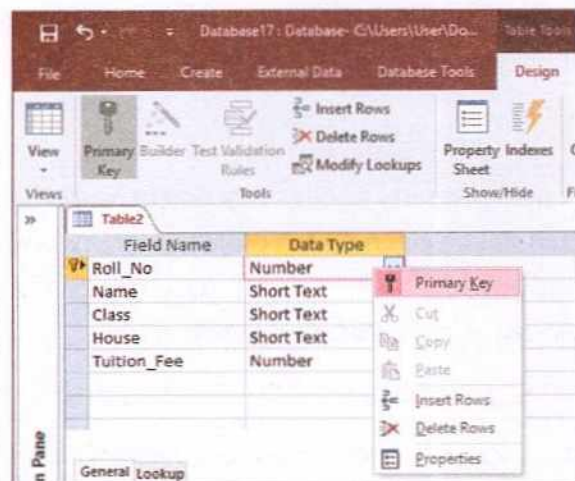 Database17 : Database- C:\Users\User\Do... Table Tools
File Home Create External Data Database Tools Design
View Primary Key Builder Test Validation Rules Insert Rows
Delete Rows
Modify Lookups
Property Sheet Indexes
Views Tools Show/Hide F
» Table2
Field Name Data Type
Roll_No Number
Name Short Text
Class Short Text
House Short Text
Tuition_Fee Number
Primary Key
Cut
Copy
Paste
Insert Rows
Delete Rows
Properties
General Lookup
n Pane